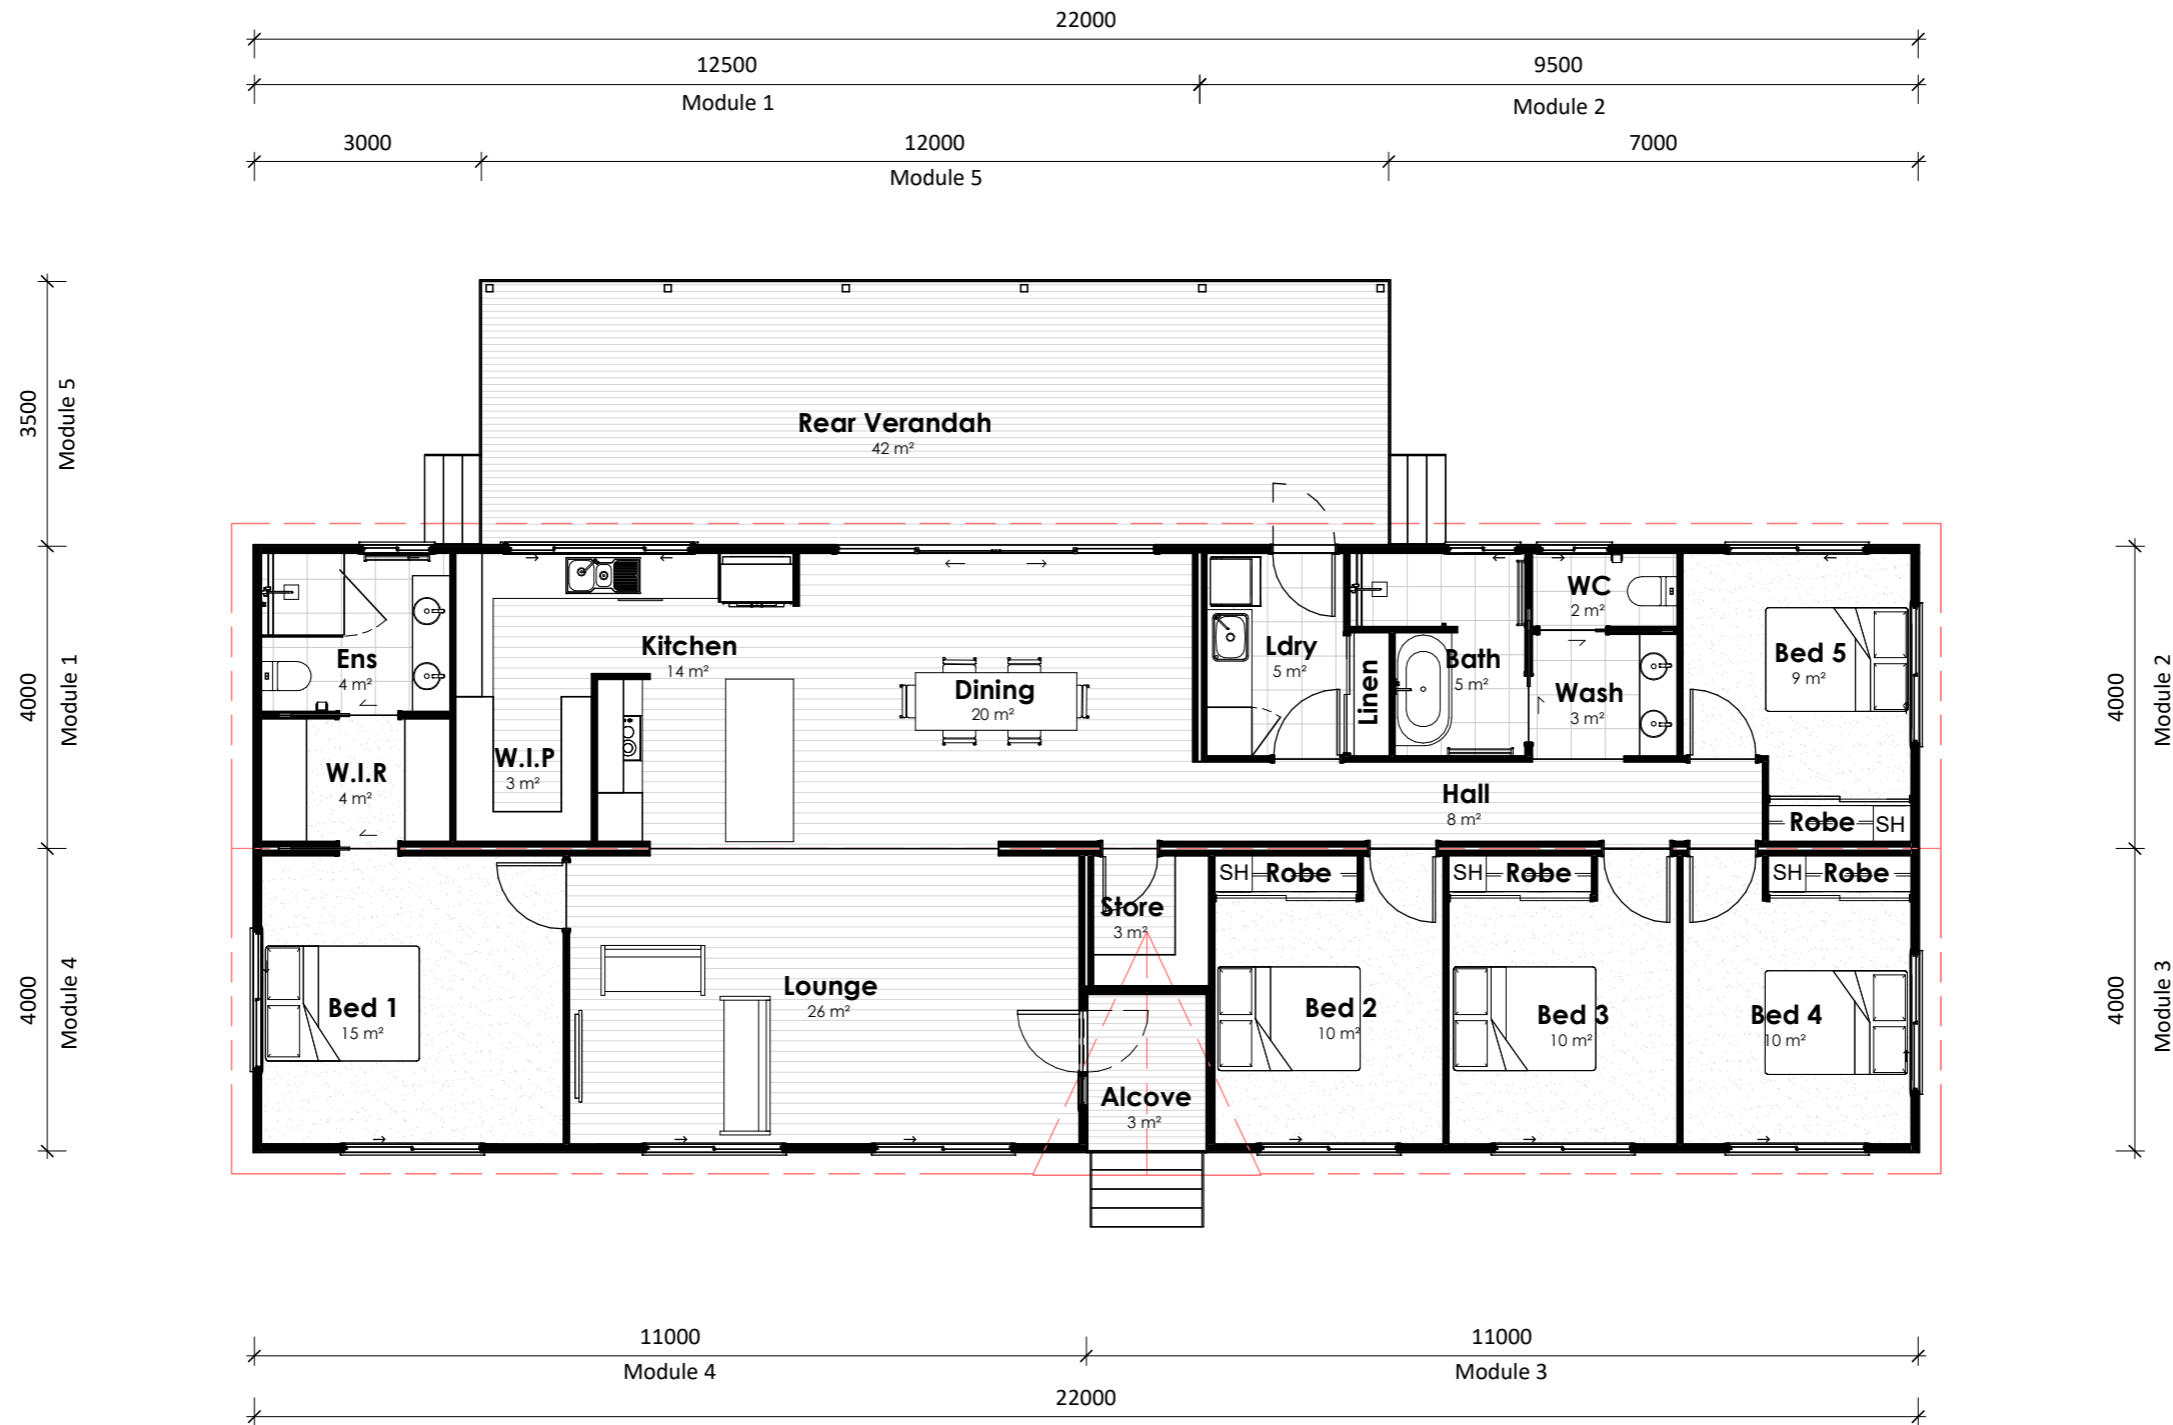 22000
12500
9500
Module 1
Module 2
3000
12000
7000
Module 5
3500
Module 5
Rear Verandah
42 m²
4000
Module 1
4000
Module 2
Ens
4 m²
Kitchen
14 m²
Dining
20 m²
Ldry
5 m²
Linen
Bath
5 m²
WC
2 m²
Wash
3 m²
Bed 5
9 m²
W.I.R
4 m²
W.I.P
3 m²
Hall
8 m²
Robe
SH
SH
Robe
SH
Robe
SH
Robe
Store
3 m²
4000
Module 4
4000
Module 3
Bed 1
15 m²
Lounge
26 m²
Bed 2
10 m²
Bed 3
10 m²
Bed 4
10 m²
Alcove
3 m²
11000
11000
Module 4
Module 3
22000